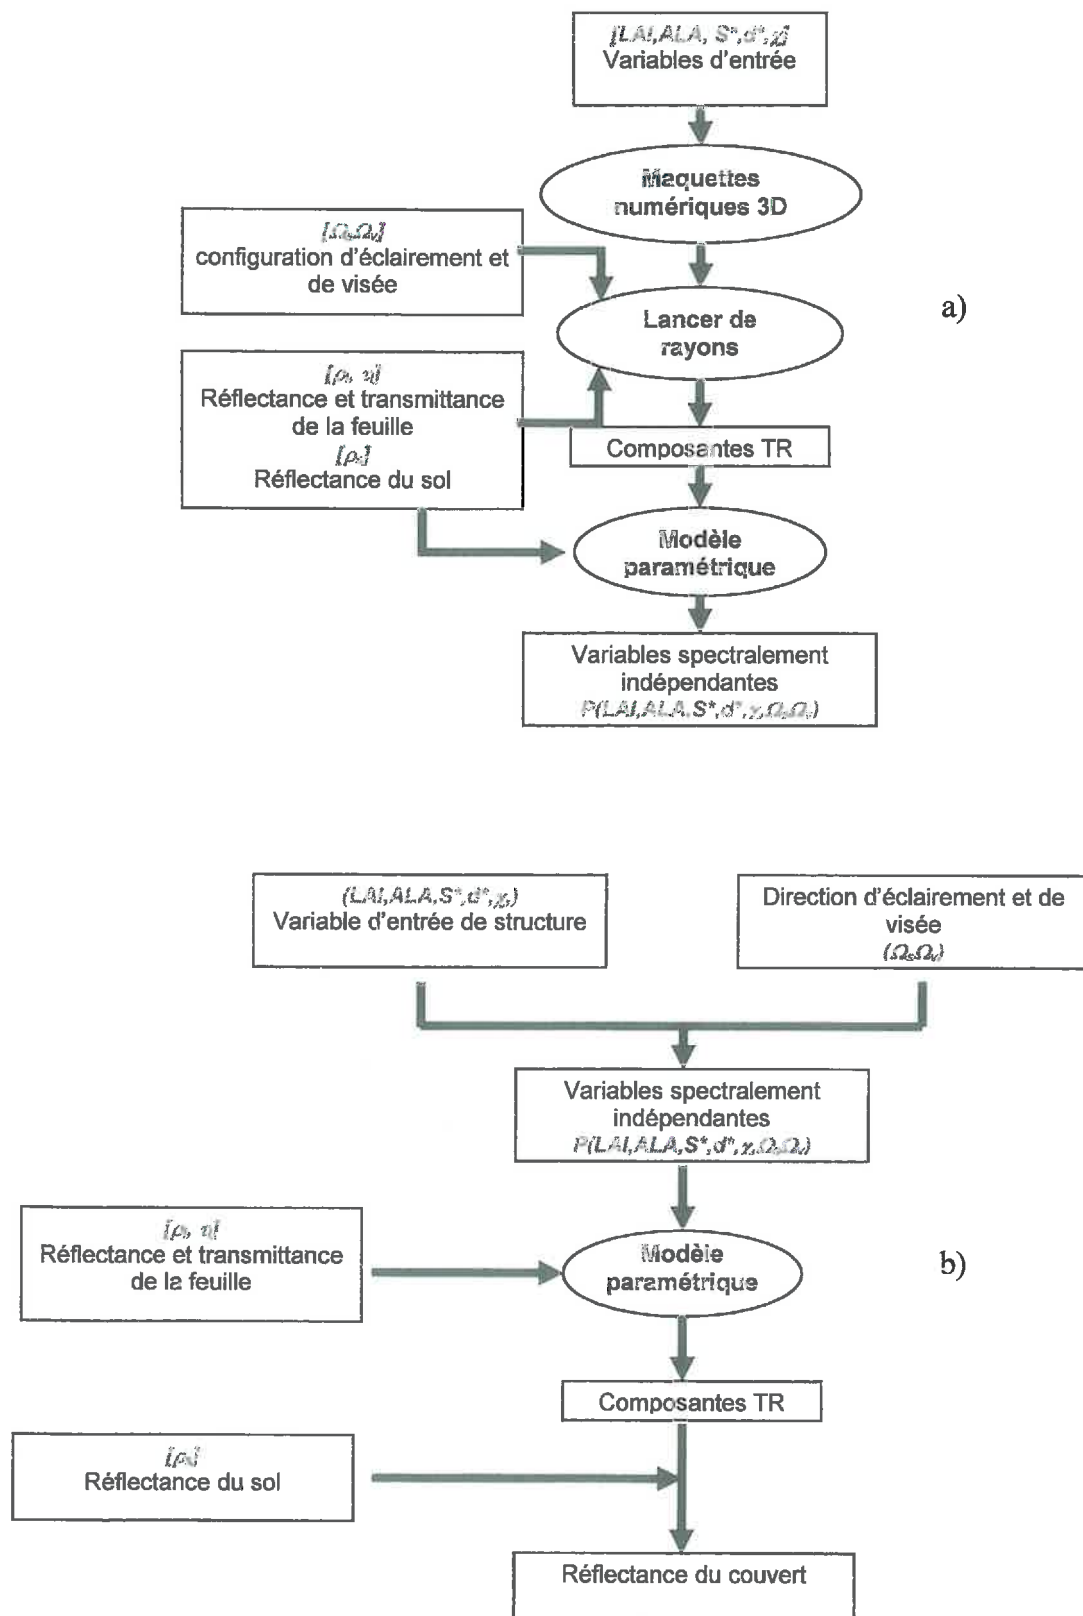 [LAI,ALA, S*,d*,χ]
Variables d'entrée
Maquettes
numériques 3D
[Ωs,Ωv]
configuration d'éclairement et
de visée
a)
Lancer de
rayons
Réflectance et transmittance
de la feuille
[ρs]
Réflectance du sol
Composantes TR
Modèle
paramétrique
Variables spectralement
indépendantes
P(LAI,ALA,S*,d*,χ,Ωs,Ωv)
(LAI,ALA,S*,d*,χ,)
Variable d'entrée de structure
Direction d'éclairement et de
visée
(ΩsΩv)
Variables spectralement
indépendantes
P(LAI,ALA,S*,d*,χ,Ωs,Ωv)
Réflectance et transmittance
de la feuille
Modèle
paramétrique
b)
Composantes TR
[ρs]
Réflectance du sol
Réflectance du couvert